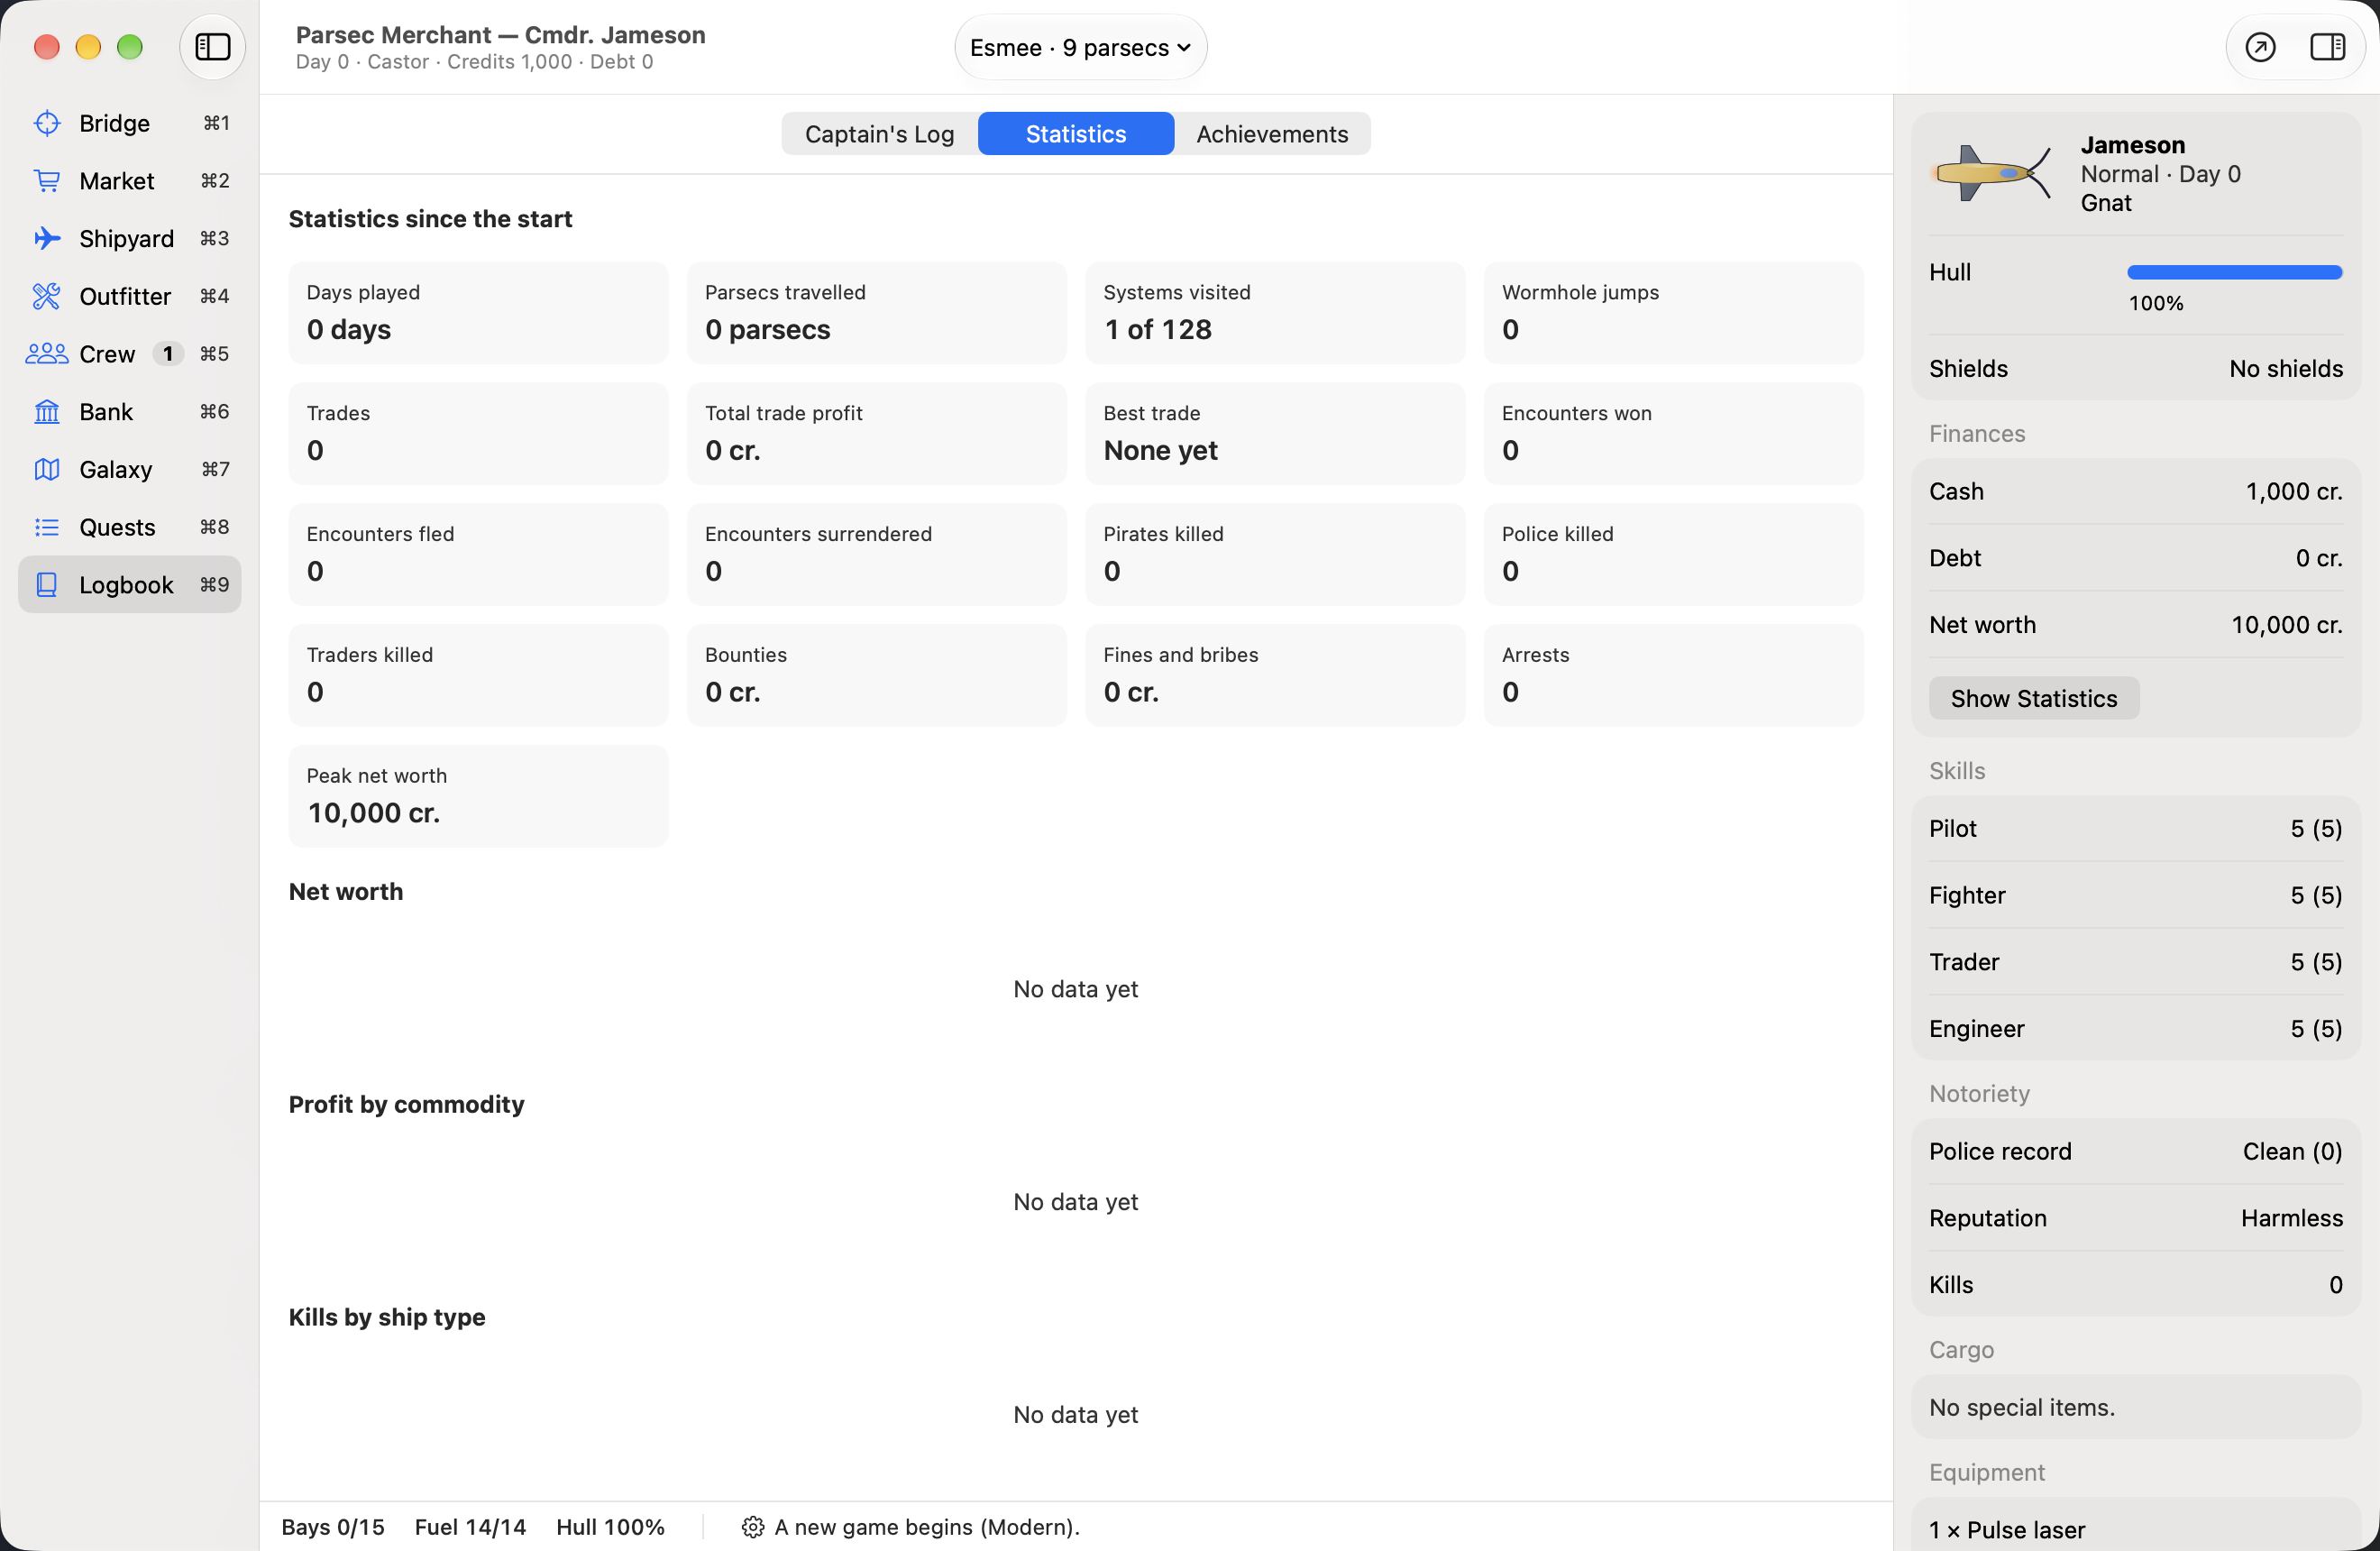 Parsec Merchant — Cmdr. Jameson
Day 0 · Castor · Credits 1,000 · Debt 0
Esmee · 9 parsecs
Bridge ⌘1
Market ⌘2
Shipyard ⌘3
Outfitter ⌘4
Crew 1 ⌘5
Bank ⌘6
Galaxy ⌘7
Quests ⌘8
Logbook ⌘9
Captain's Log Statistics Achievements
Statistics since the start
Days played
0 days
Parsecs travelled
0 parsecs
Systems visited
1 of 128
Wormhole jumps
0
Trades
0
Total trade profit
0 cr.
Best trade
None yet
Encounters won
0
Encounters fled
0
Encounters surrendered
0
Pirates killed
0
Police killed
0
Traders killed
0
Bounties
0 cr.
Fines and bribes
0 cr.
Arrests
0
Peak net worth
10,000 cr.
Net worth
No data yet
Profit by commodity
No data yet
Kills by ship type
No data yet
Bays 0/15 Fuel 14/14 Hull 100% A new game begins (Modern).
Jameson
Normal · Day 0
Gnat
Hull
100%
Shields No shields
Finances
Cash 1,000 cr.
Debt 0 cr.
Net worth 10,000 cr.
Show Statistics
Skills
Pilot 5 (5)
Fighter 5 (5)
Trader 5 (5)
Engineer 5 (5)
Notoriety
Police record Clean (0)
Reputation Harmless
Kills 0
Cargo
No special items.
Equipment
1 × Pulse laser